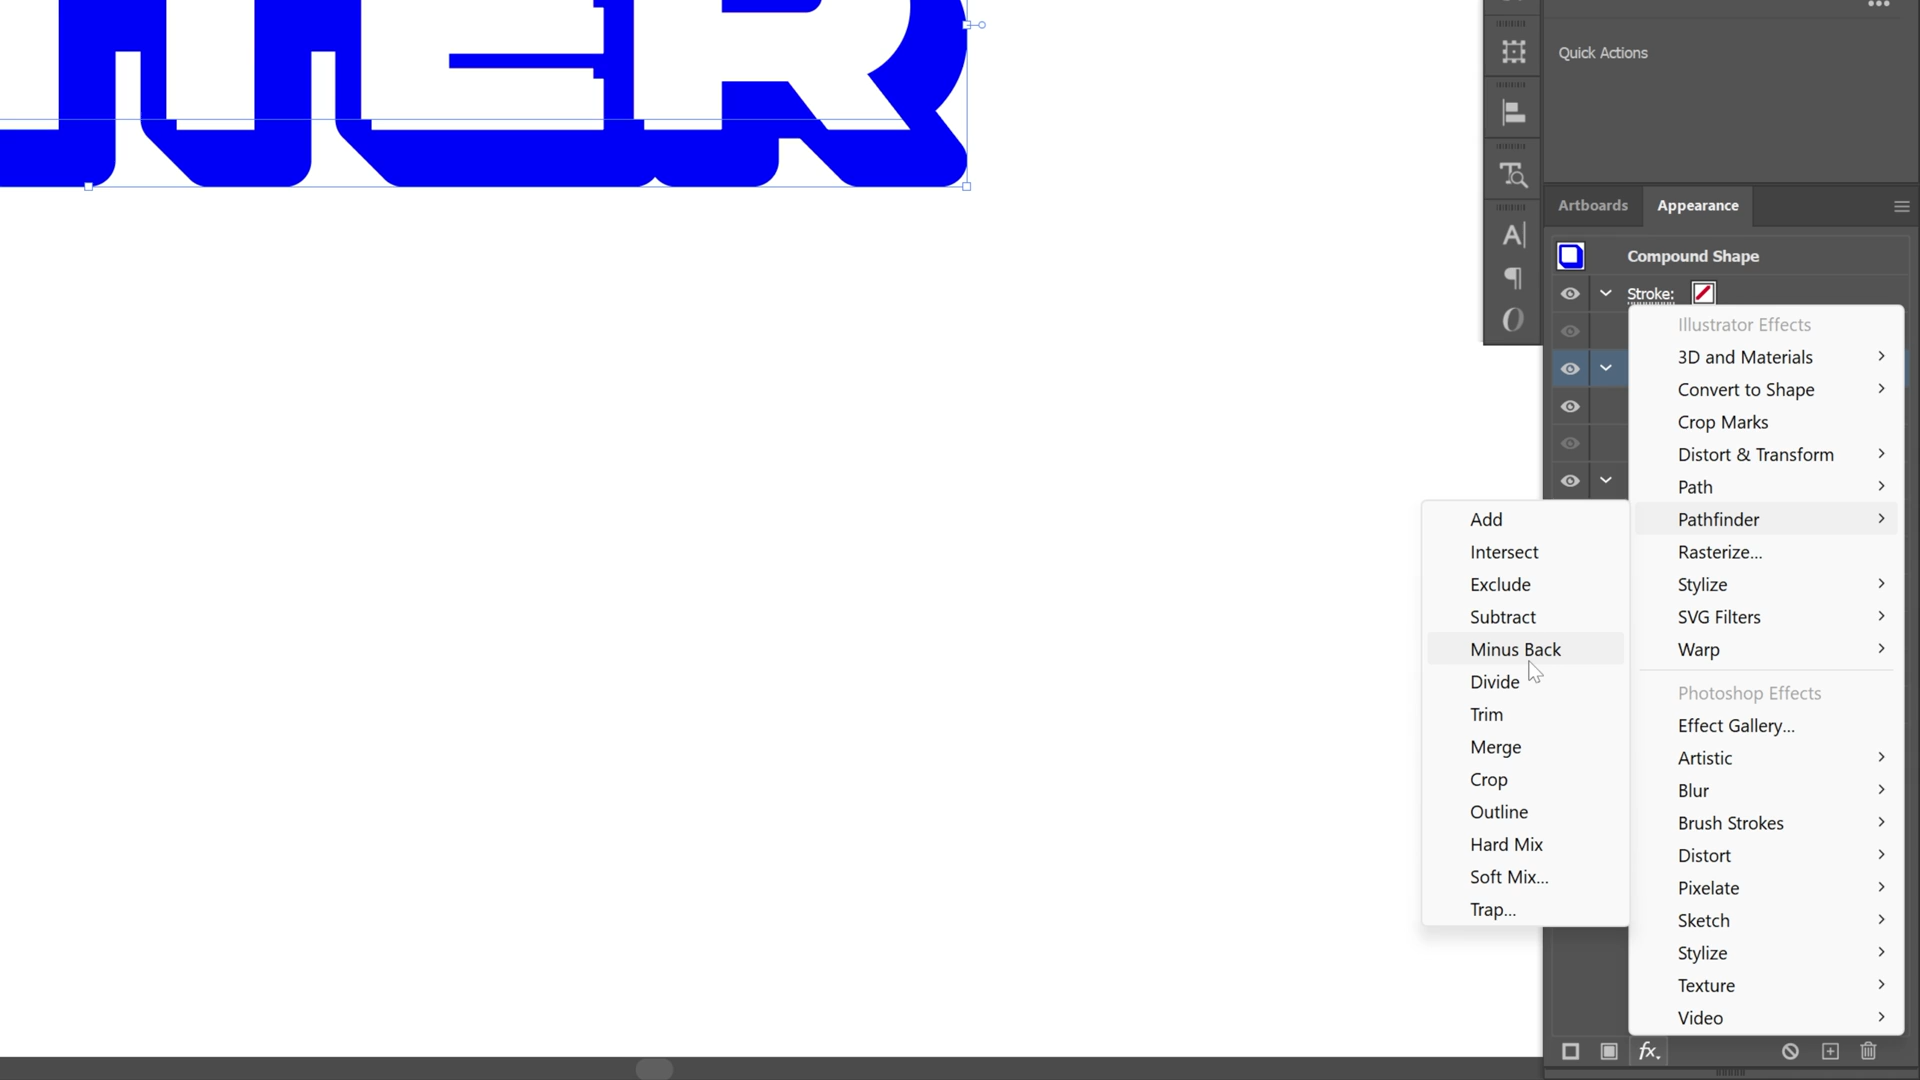 TTER
Quick Actions
Artboards
Appearance
Compound Shape
Stroke:
Illustrator Effects
3D and Materials
Convert to Shape
Crop Marks
Distort & Transform
Path
Pathfinder
Rasterize...
Stylize
SVG Filters
Warp
Photoshop Effects
Effect Gallery...
Artistic
Blur
Brush Strokes
Distort
Pixelate
Sketch
Stylize
Texture
Video
Add
Intersect
Exclude
Subtract
Minus Back
Divide
Trim
Merge
Crop
Outline
Hard Mix
Soft Mix...
Trap...
fx